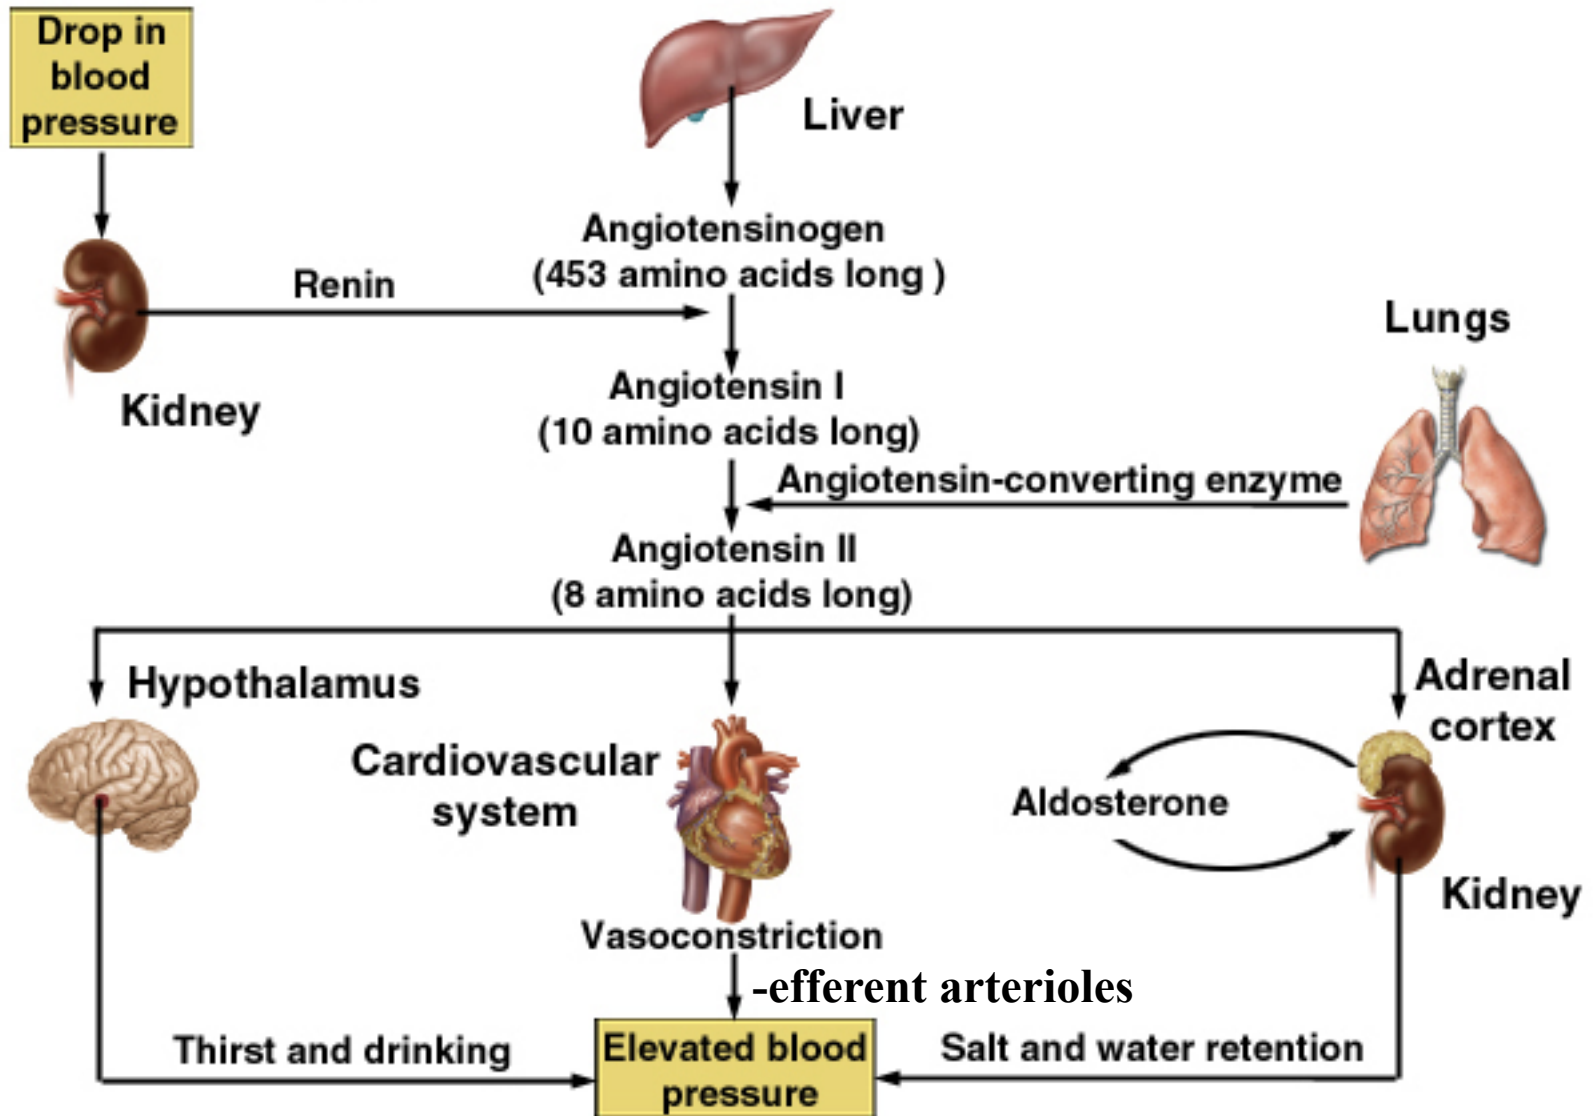 Drop in
blood
pressure
Liver
Angiotensinogen
(453 amino acids long )
Renin
Lungs
Kidney
Angiotensin I
(10 amino acids long)
Angiotensin-converting enzyme
Angiotensin II
(8 amino acids long)
Hypothalamus
Adrenal
cortex
Cardiovascular
system
Aldosterone
Kidney
Vasoconstriction
-efferent arterioles
Thirst and drinking
Elevated blood
pressure
Salt and water retention